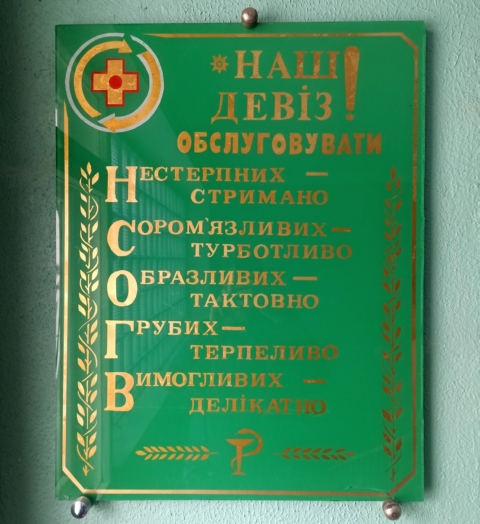 НАШ
ДЕВІЗ!
ОБСЛУГОВУВАТИ
НЕСТЕРПНИХ —
СТРИМАНО
СОРОМ'ЯЗЛИВИХ —
ТУРБОТЛИВО
ОБРАЗЛИВИХ —
ТАКТОВНО
ГРУБИХ —
ТЕРПЕЛИВО
ВИМОГЛИВИХ —
ДЕЛІКАТНО